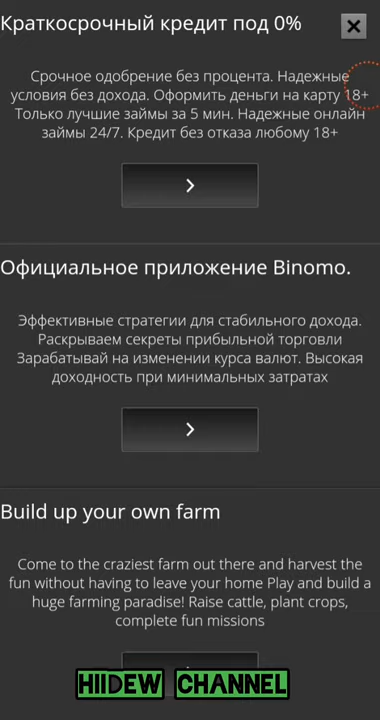 Краткосрочный кредит под 0%
Срочное одобрение без процента. Надежные
условия без дохода. Оформить деньги на карту 18+
Только лучшие займы за 5 мин. Надежные онлайн
займы 24/7. Кредит без отказа любому 18+
Официальное приложение Binomo.
Эффективные стратегии для стабильного дохода.
Раскрываем секреты прибыльной торговли
Зарабатывай на изменении курса валют. Высокая
доходность при минимальных затратах
Build up your own farm
Come to the craziest farm out there and harvest the
fun without having to leave your home Play and build a
huge farming paradise! Raise cattle, plant crops,
complete fun missions
HIIDEW CHANNEL